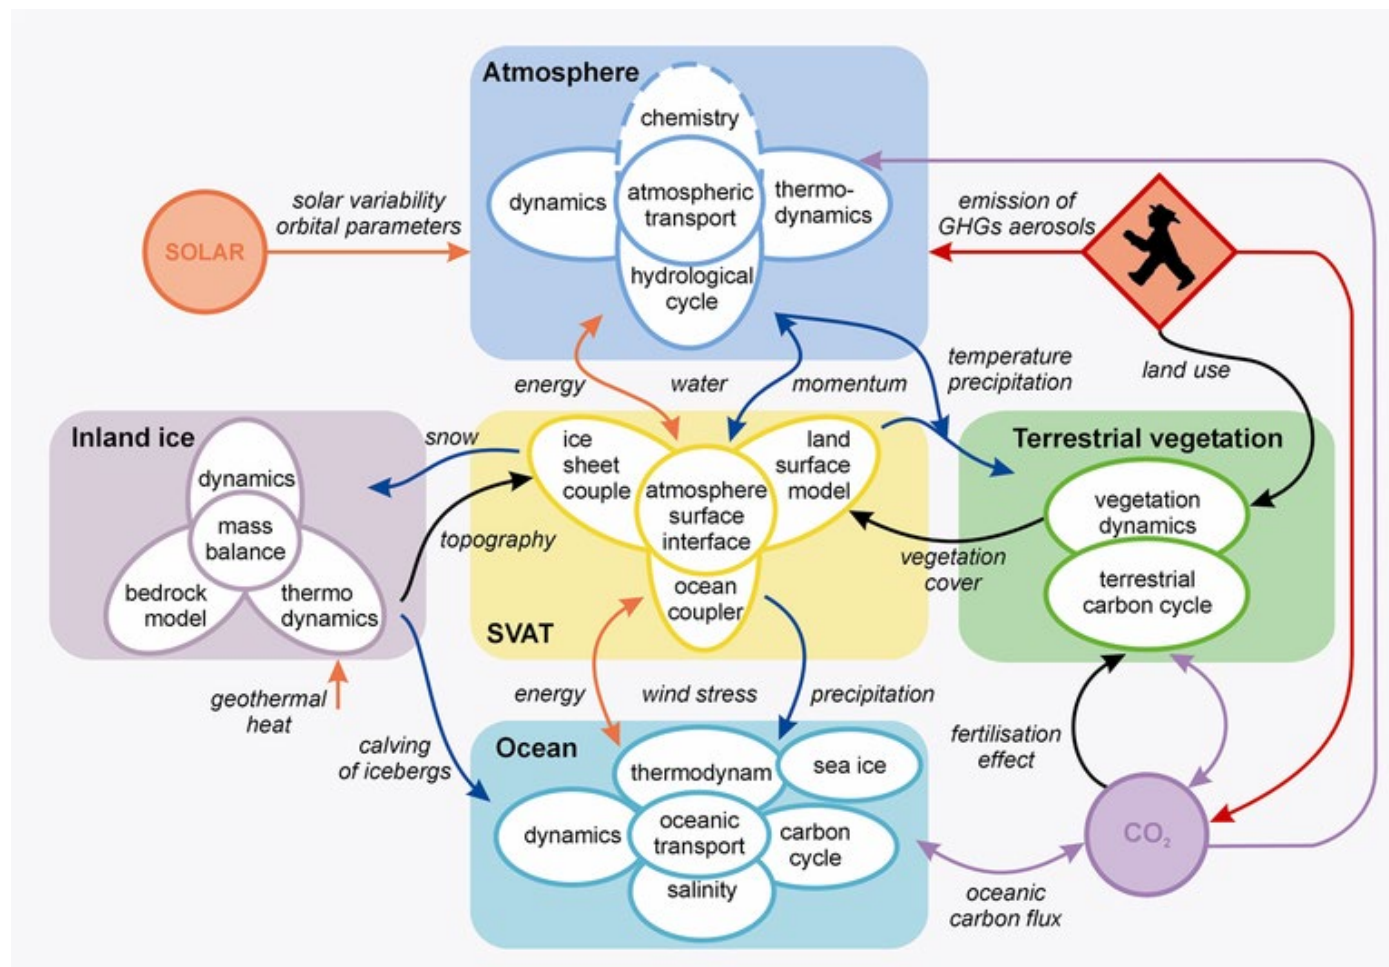 Atmosphere
chemistry
dynamics
atmospheric
transport
thermo-
dynamics
hydrological
cycle
solar variability
orbital parameters
SOLAR
emission of
GHGs aerosols
energy
water
momentum
temperature
precipitation
land use
Inland ice
dynamics
mass
balance
bedrock
model
thermo
dynamics
snow
topography
geothermal
heat
calving
of icebergs
ice
sheet
couple
atmosphere
surface
interface
land
surface
model
ocean
coupler
SVAT
Terrestrial vegetation
vegetation
dynamics
terrestrial
carbon cycle
vegetation
cover
energy
wind stress
precipitation
fertilisation
effect
Ocean
thermodynam
sea ice
dynamics
oceanic
transport
carbon
cycle
salinity
CO₂
oceanic
carbon flux